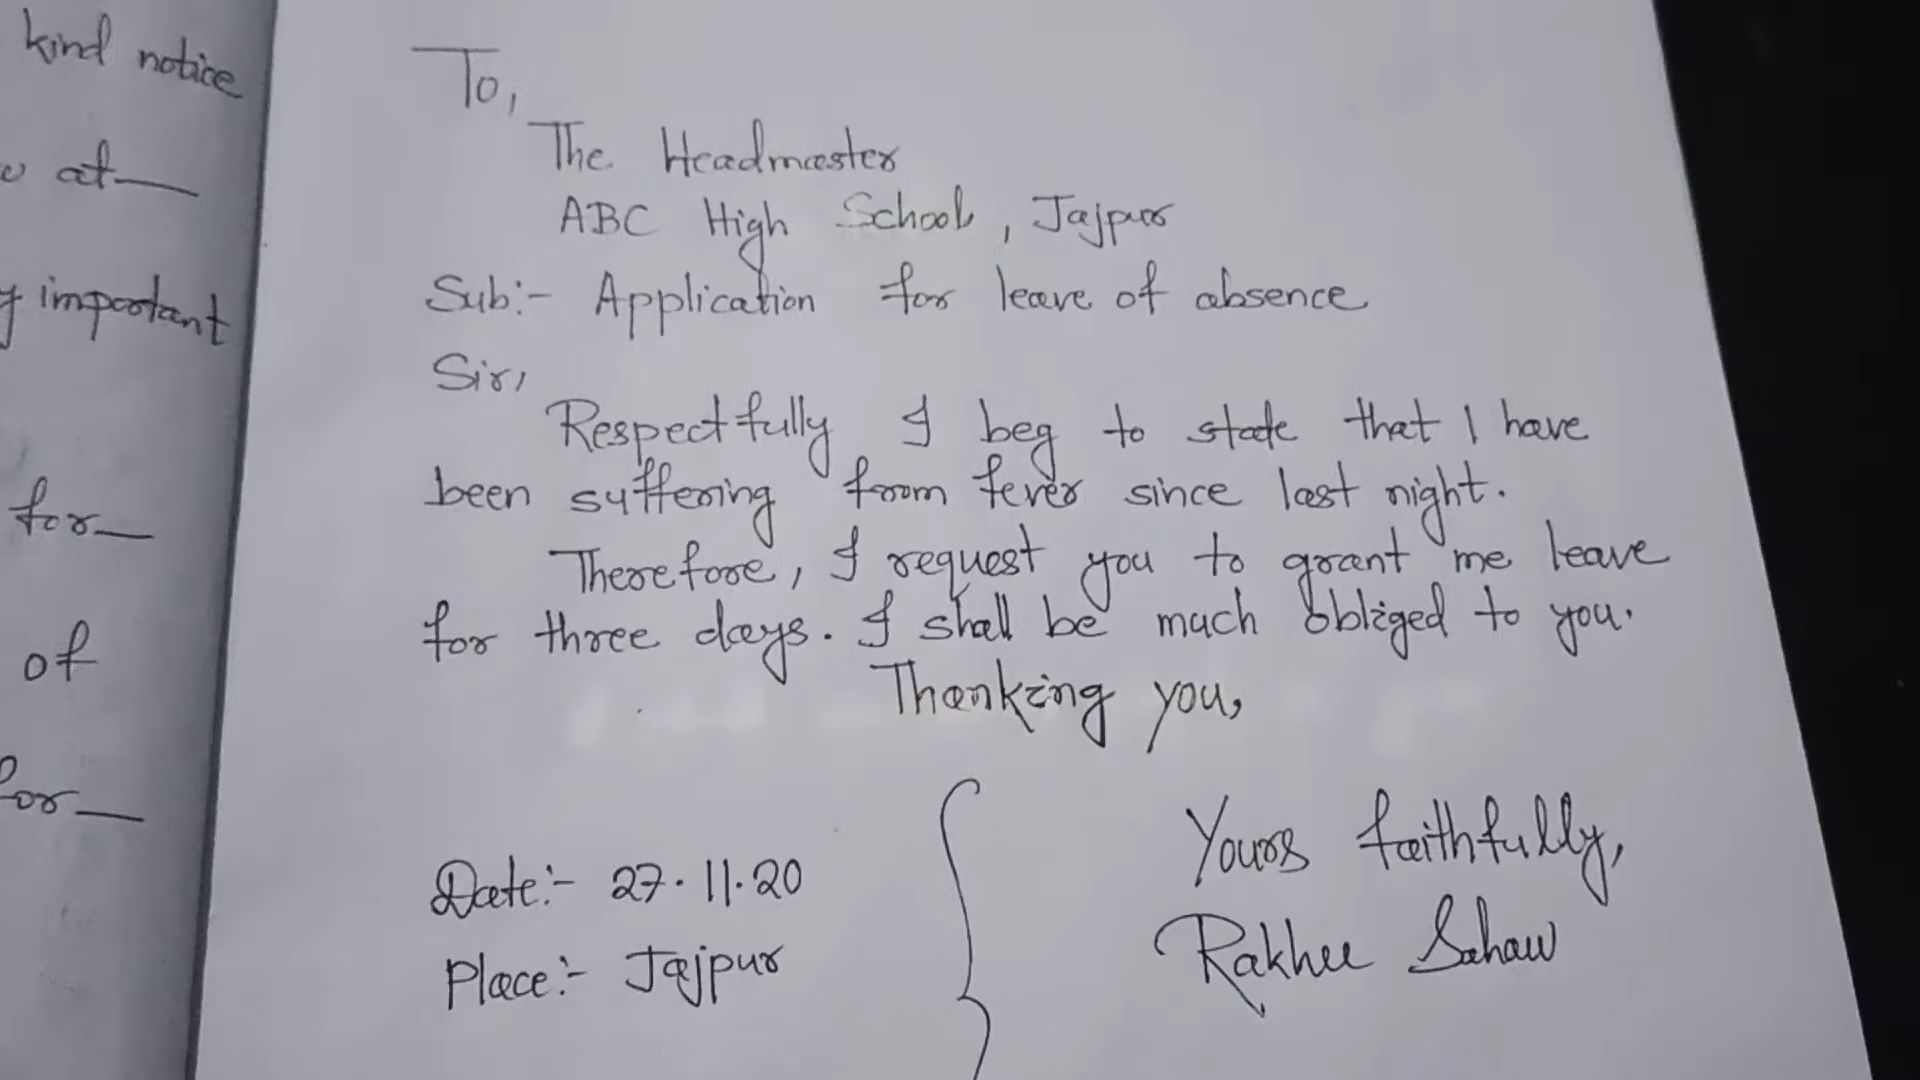 kind notice
at—
important
for—
of
for—
To,
The Headmaster
ABC High School, Jajpur
Sub:- Application for leave of absence
Sir,
Respectfully I beg to state that I have
been suffering from fever since last night.
Therefore, I request you to grant me leave
for three days. I shall be much obliged to you.
Thanking you,
Date:- 27.11.20
Place:- Jajpur
Yours faithfully,
Rakhee Sahaw